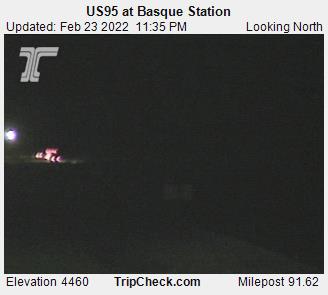 US95 at Basque Station
Updated: Feb 23 2022 11:35 PM Looking North
Elevation 4460 TripCheck.com Milepost 91.62